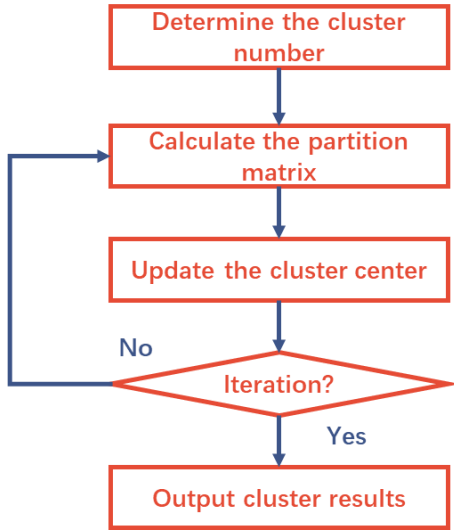 Determine the cluster
number
Calculate the partition
matrix
Update the cluster center
No
Iteration?
Yes
Output cluster results